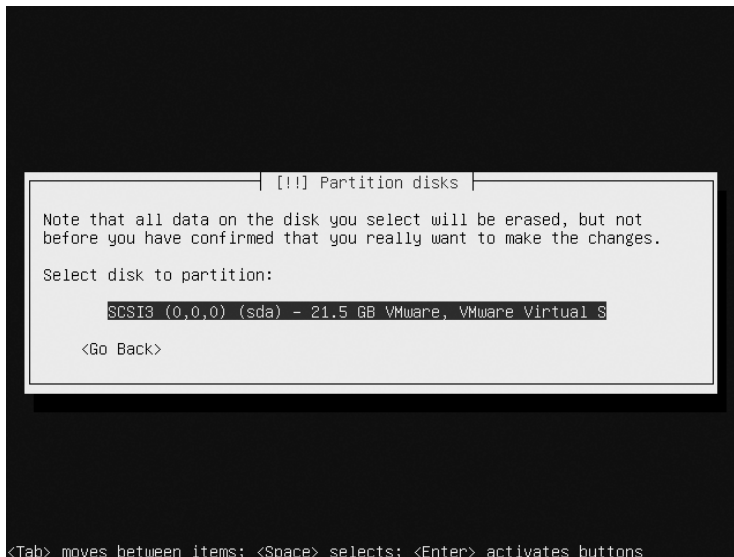 [!!] Partition disks
Note that all data on the disk you select will be erased, but not
before you have confirmed that you really want to make the changes.
Select disk to partition:
SCSI3 (0,0,0) (sda) - 21.5 GB VMware, VMware Virtual S
<Go Back>
<Tab> moves between items; <Space> selects; <Enter> activates buttons